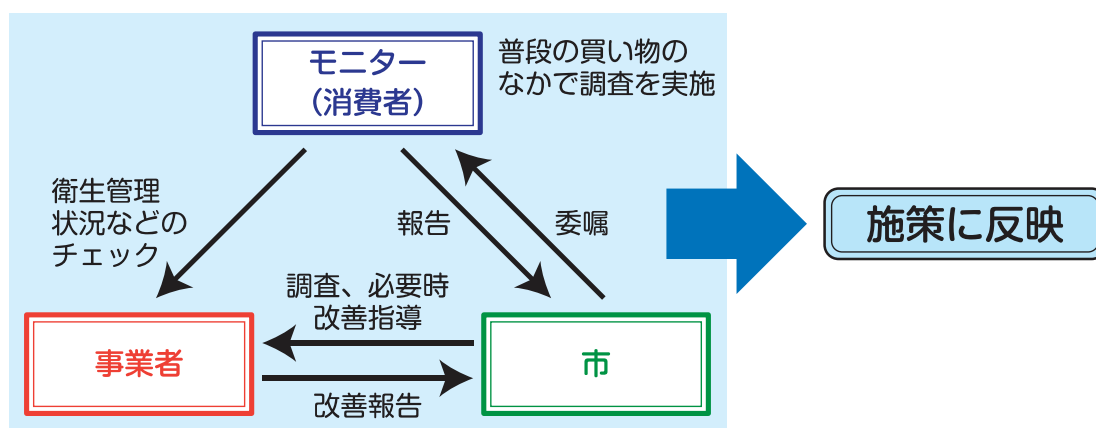 モニター
（消費者）
普段の買い物の
なかで調査を実施
衛生管理
状況などの
チェック
報告
委嘱
施策に反映
調査、必要時
改善指導
事業者
市
改善報告